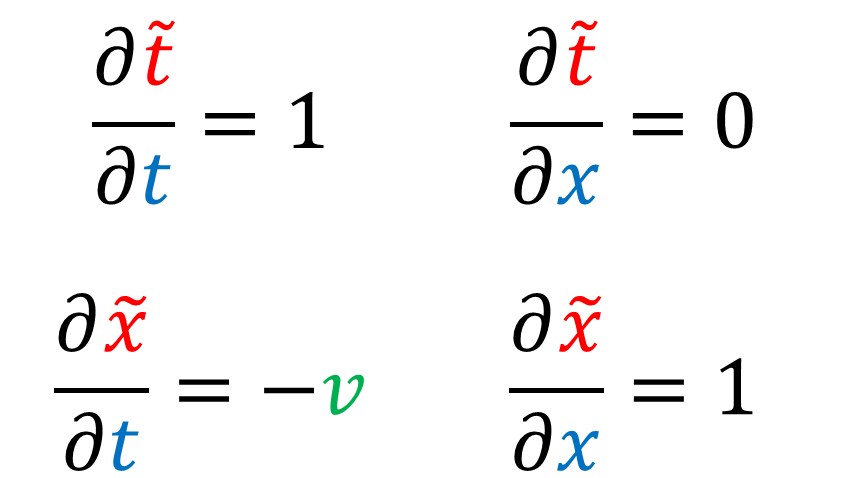 ∂t̃/∂t = 1    ∂t̃/∂x = 0
∂x̃/∂t = −v    ∂x̃/∂x = 1